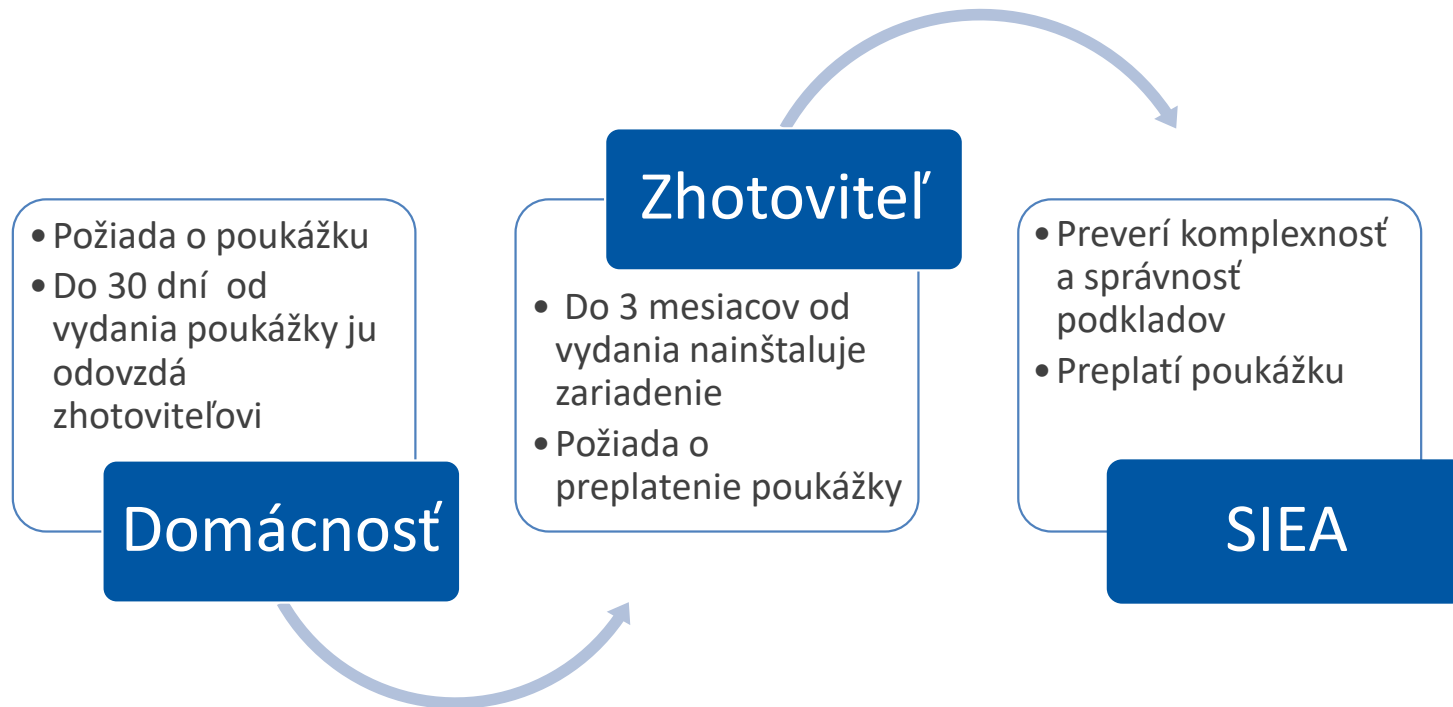 • Požiada o poukážku
• Do 30 dní od
vydania poukážky ju
odovzdá
zhotoviteľovi
Domácnosť
Zhotoviteľ
• Do 3 mesiacov od
vydania nainštaluje
zariadenie
• Požiada o
preplatenie poukážky
• Preverí komplexnosť
a správnosť
podkladov
• Preplatí poukážku
SIEA